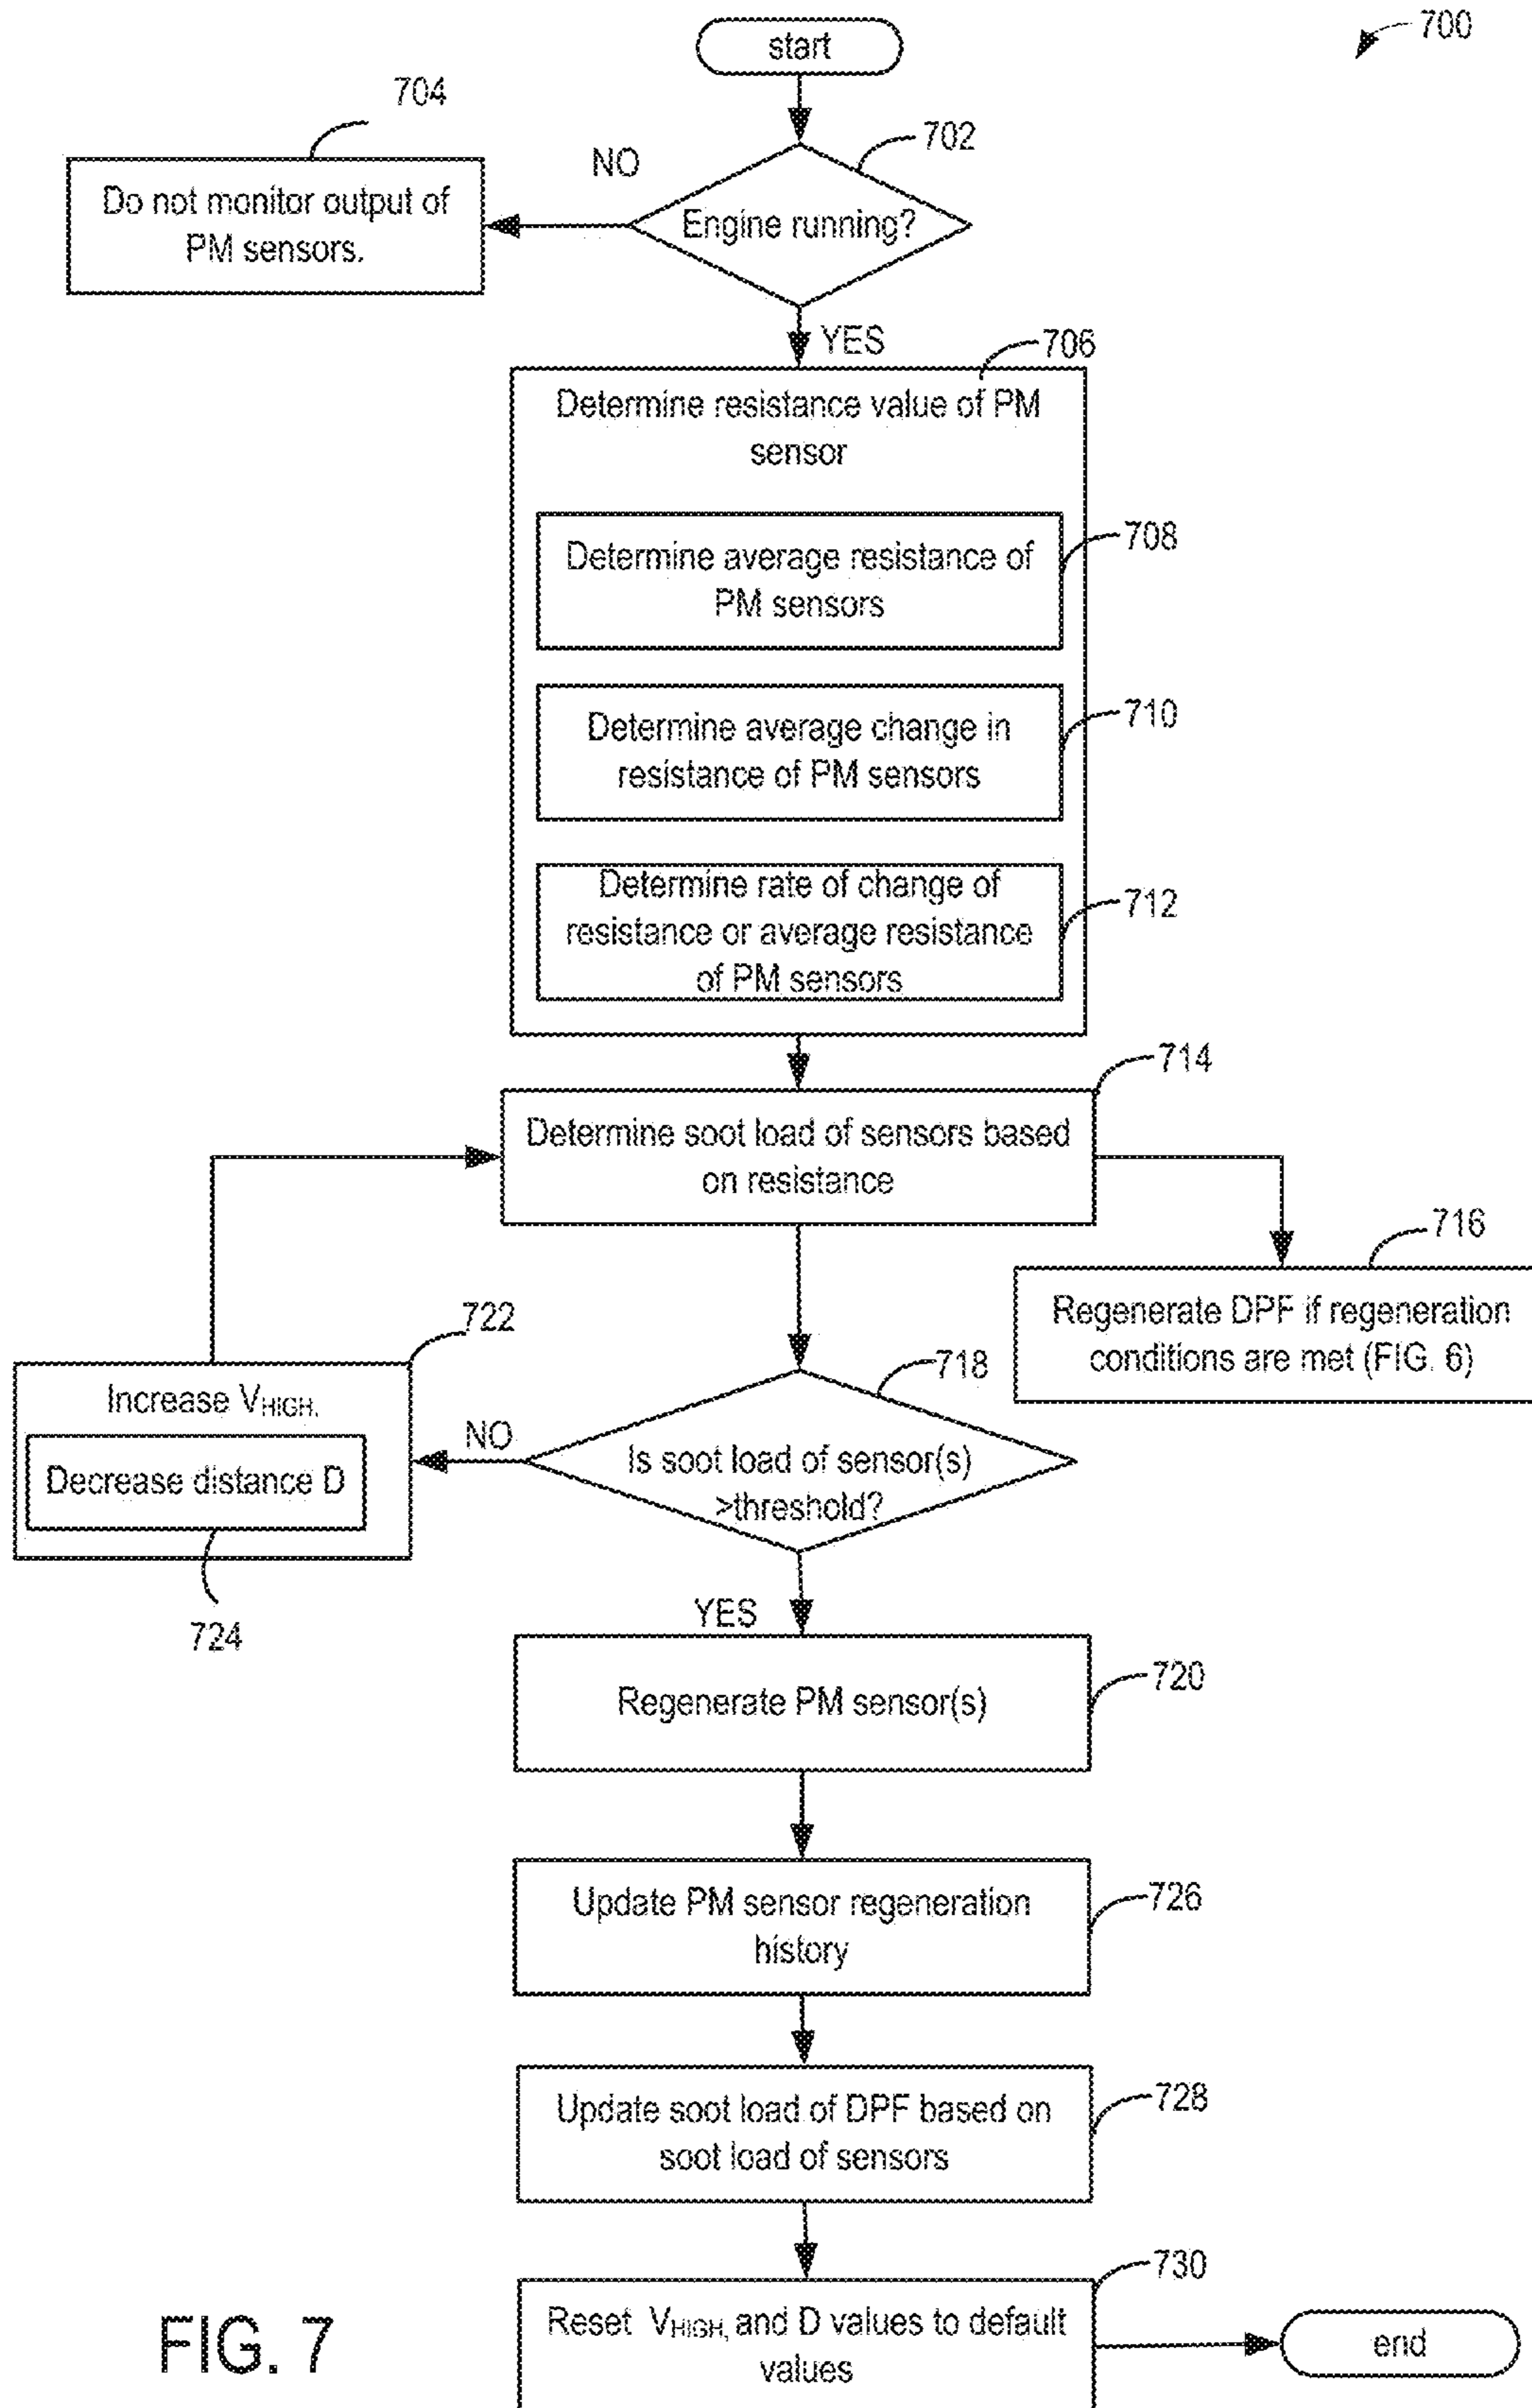 700
start
704
702
NO
Do not monitor output of
PM sensors.
Engine running?
YES
706
Determine resistance value of PM
sensor
708
Determine average resistance of
PM sensors
710
Determine average change in
resistance of PM sensors
712
Determine rate of change of
resistance or average resistance
of PM sensors
714
Determine soot load of sensors based
on resistance
716
Regenerate DPF if regeneration
conditions are met (FIG. 6)
722
718
Increase VHIGH.
NO
Decrease distance D
Is soot load of sensor(s)
>threshold?
724
YES
720
Regenerate PM sensor(s)
726
Update PM sensor regeneration
history
728
Update soot load of DPF based on
soot load of sensors
730
Reset VHIGH, and D values to default
values
end
FIG. 7